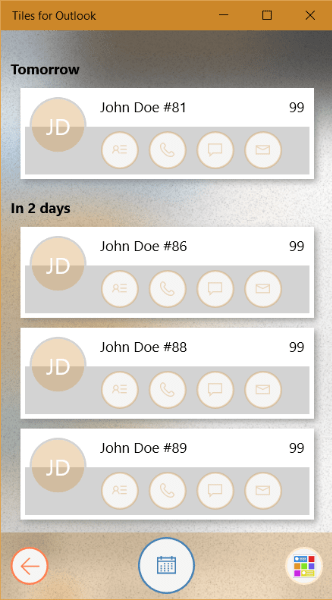 Tiles for Outlook
Tomorrow
JD
John Doe #81
99
In 2 days
JD
John Doe #86
99
JD
John Doe #88
99
JD
John Doe #89
99